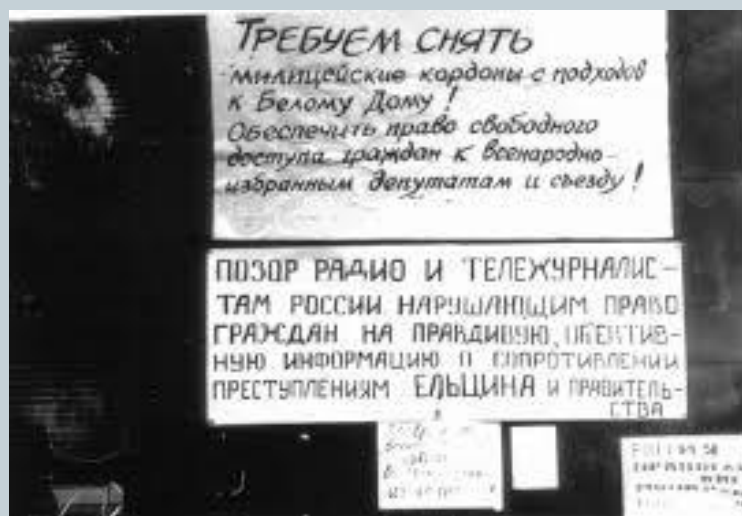 ТРЕБУЕМ СНЯТЬ
МИЛИЦЕЙСКИЕ КОРДОНЫ С ПОДХОДОВ
К БЕЛОМУ ДОМУ!
ОБЕСПЕЧИТЬ ПРАВО СВОБОДНОГО
ДОСТУПА ГРАЖДАН К ВСЕНАРОДНО-
ИЗБРАННЫМ ДЕПУТАТАМ И СЪЕЗДУ!
ПОЗОР РАДИО И ТЕЛЕЖУРНАЛИС-
ТАМ РОССИИ НАРУШАЮЩИМ ПРАВО
ГРАЖДАН НА ПРАВДИВУЮ, ОБЕКТИВ-
НУЮ ИНФОРМАЦИЮ О СОПРОТИВЛЕНИИ
ПРЕСТУПЛЕНИЯМ ЕЛЬЦИНА И ПРАВИТЕЛЬ-
СТВА